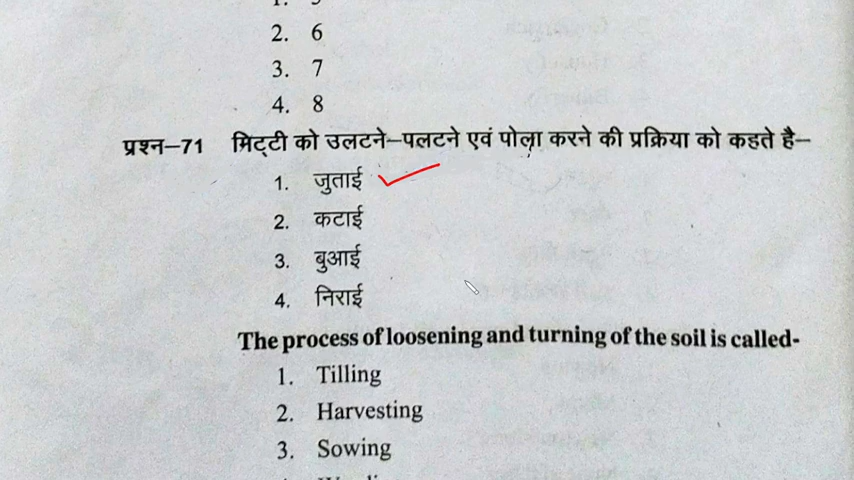 2. 6
3. 7
4. 8
प्रश्न–71 मिट्टी को उलटने–पलटने एवं पोला करने की प्रक्रिया को कहते है–
1. जुताई
2. कटाई
3. बुआई
4. निराई
The process of loosening and turning of the soil is called-
1. Tilling
2. Harvesting
3. Sowing